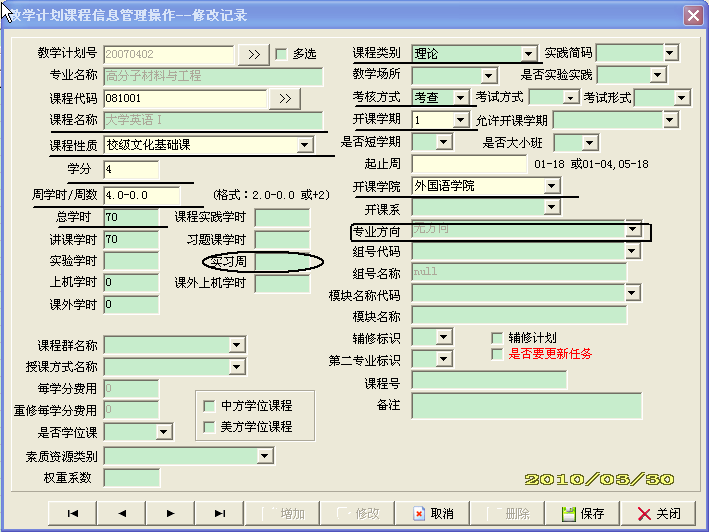 教学计划课程信息管理操作--修改记录
教学计划号 20070402 >> 多选
专业名称 高分子材料与工程
课程代码 081001 >>
课程名称 大学英语Ⅰ
课程性质 校级文化基础课
学分 4
周学时/周数 4.0-0.0 (格式：2.0-0.0 或+2)
总学时 70 课程实践学时
讲课学时 70 习题课学时
实验学时 实习周
上机学时 0 课外上机学时
课外学时 0
课程群名称
授课方式名称
每学分费用 0
重修每学分费用 0
是否学位课
中方学位课程
美方学位课程
素质资源类别
权重系数
课程类别 理论 实践简码
教学场所 是否实验实践
考核方式 考查 考试方式 考试形式
开课学期 1 允许开课学期
是否短学期 是否大小班
起止周 01-18 或01-04,05-18
开课学院 外国语学院
开课系
专业方向 无方向
组号代码
组号名称 null
模块名称代码
模块名称
辅修标识 辅修计划
第二专业标识 是否要更新任务
课程号
备注
2010/03/30
增加 修改 取消 删除 保存 关闭